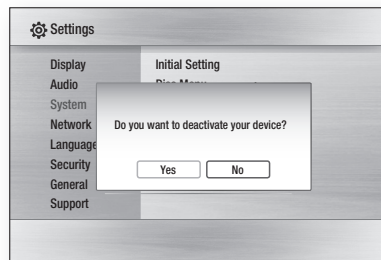 Settings
Display
Audio
System
Network
Language
Security
General
Support
Initial Setting
Do you want to deactivate your device?
Yes
No